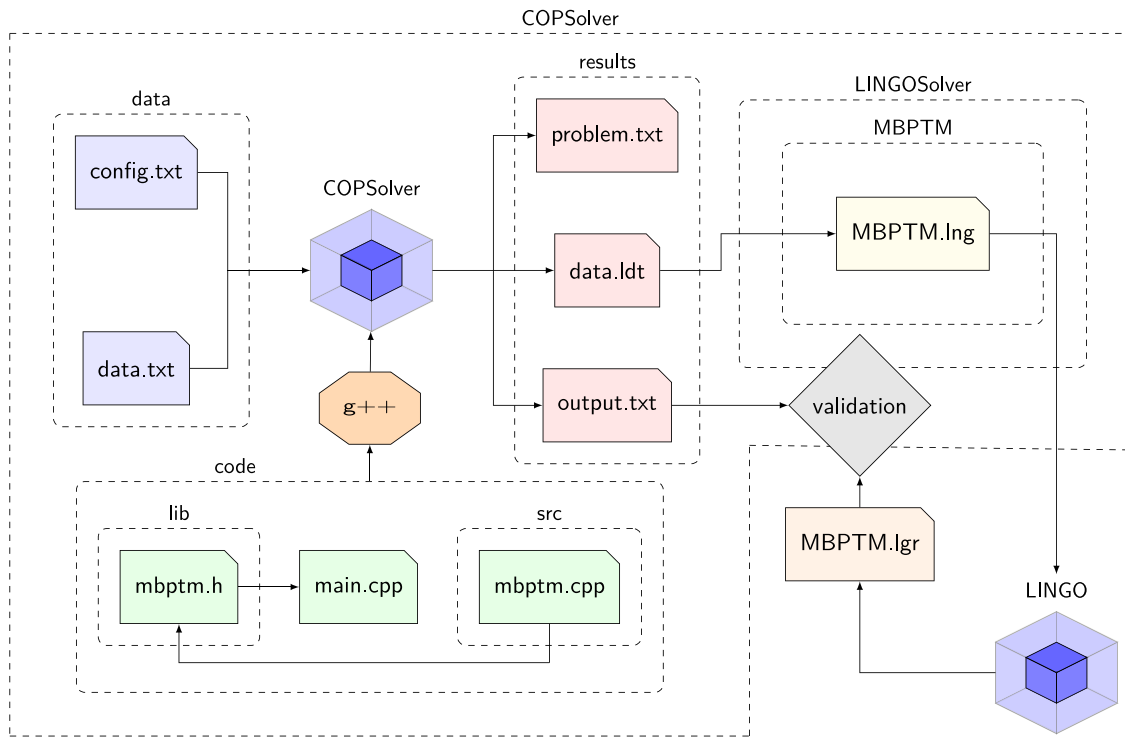 COPSolver
results
data
LINGOSolver
MBPTM
problem.txt
config.txt
COPSolver
MBPTM.lng
data.ldt
data.txt
g++
output.txt
validation
code
lib
src
MBPTM.lgr
mbptm.h
main.cpp
mbptm.cpp
LINGO